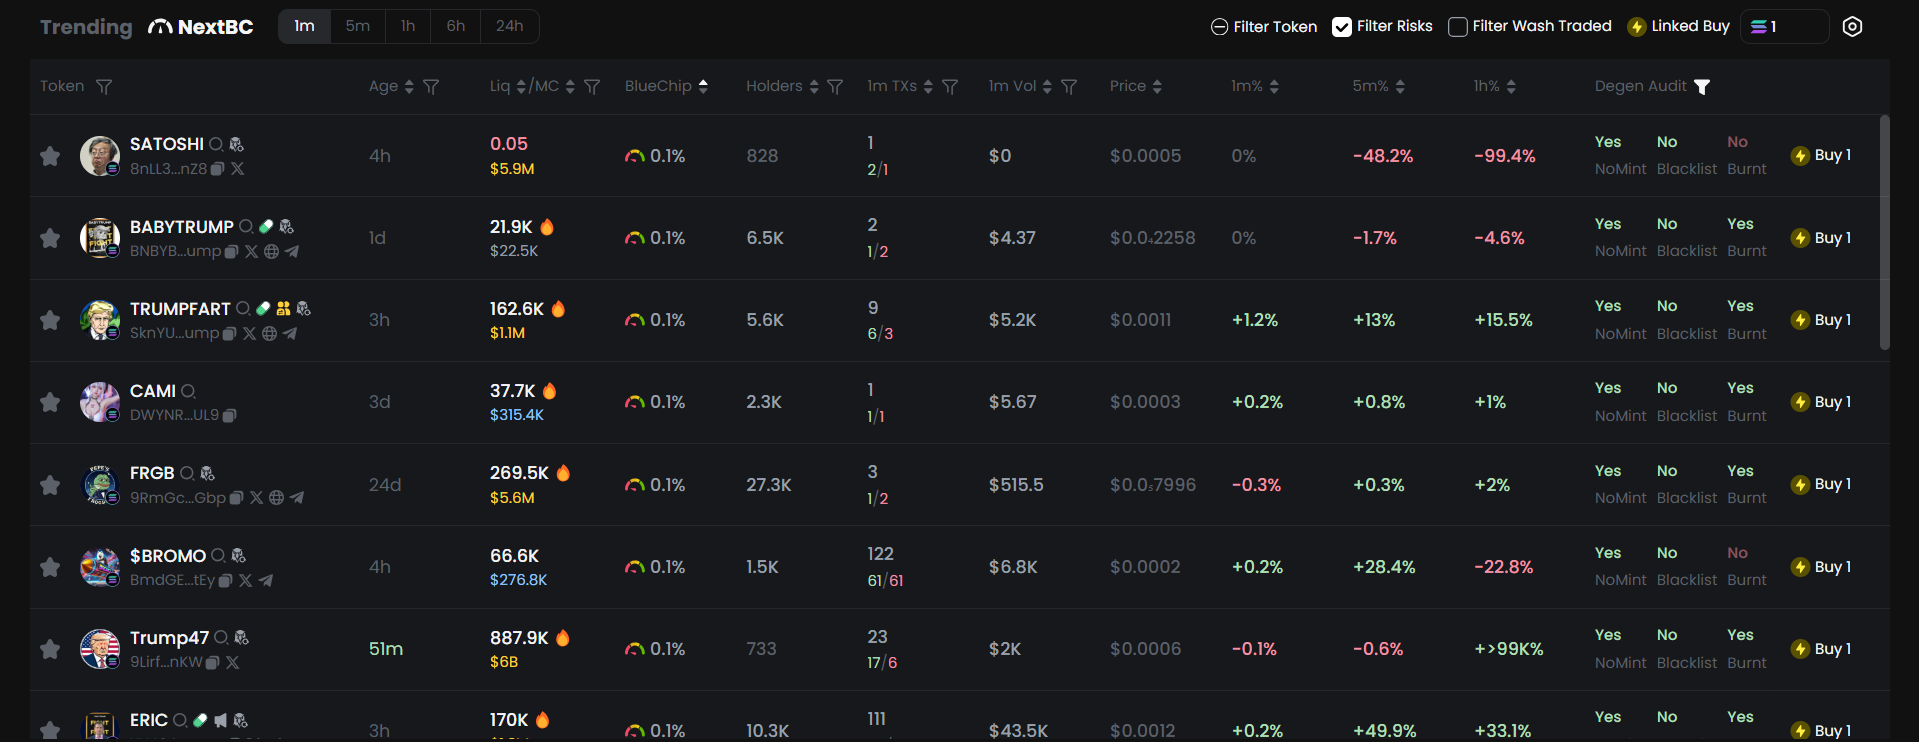 Trending NextBC 1m 5m 1h 6h 24h Filter Token Filter Risks Filter Wash Traded Linked Buy 1
Token Age Liq /MC BlueChip Holders 1m TXs 1m Vol Price 1m% 5m% 1h% Degen Audit
SATOSHI 4h 0.05 0.1% 828 1 $0 $0.0005 0% -48.2% -99.4% Yes No No Buy 1
8nLL3...nZ8 $5.9M 2/1 NoMint Blacklist Burnt
BABYTRUMP 1d 21.9K 0.1% 6.5K 2 $4.37 $0.0₄2258 0% -1.7% -4.6% Yes No Yes Buy 1
BNBYB...ump $22.5K 1/2 NoMint Blacklist Burnt
TRUMPFART 3h 162.6K 0.1% 5.6K 9 $5.2K $0.0011 +1.2% +13% +15.5% Yes No Yes Buy 1
SknYU...ump $1.1M 6/3 NoMint Blacklist Burnt
CAMI 3d 37.7K 0.1% 2.3K 1 $5.67 $0.0003 +0.2% +0.8% +1% Yes No Yes Buy 1
DWYNR...UL9 $315.4K 1/1 NoMint Blacklist Burnt
FRGB 24d 269.5K 0.1% 27.3K 3 $515.5 $0.0₅7996 -0.3% +0.3% +2% Yes No Yes Buy 1
9RmGc...Gbp $5.6M 1/2 NoMint Blacklist Burnt
$BROMO 4h 66.6K 0.1% 1.5K 122 $6.8K $0.0002 +0.2% +28.4% -22.8% Yes No No Buy 1
BmdGE...tEy $276.8K 61/61 NoMint Blacklist Burnt
Trump47 51m 887.9K 0.1% 733 23 $2K $0.0006 -0.1% -0.6% +>99K% Yes No Yes Buy 1
9Lirf...nKW $6B 17/6 NoMint Blacklist Burnt
ERIC 3h 170K 0.1% 10.3K 111 $43.5K $0.0012 +0.2% +49.9% +33.1% Yes No Yes Buy 1